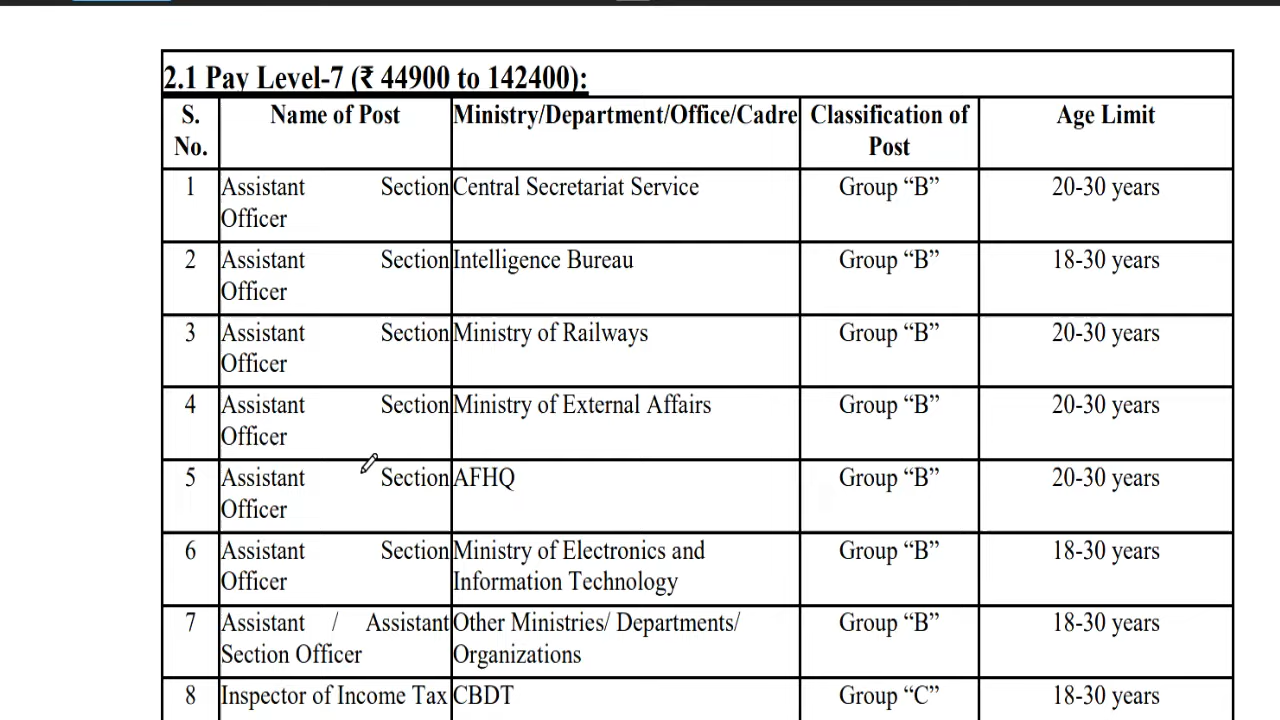 2.1 Pay Level-7 (₹ 44900 to 142400):
S. No. Name of Post Ministry/Department/Office/Cadre Classification of Post Age Limit
1 Assistant Section Officer Central Secretariat Service Group “B” 20-30 years
2 Assistant Section Officer Intelligence Bureau Group “B” 18-30 years
3 Assistant Section Officer Ministry of Railways Group “B” 20-30 years
4 Assistant Section Officer Ministry of External Affairs Group “B” 20-30 years
5 Assistant Section Officer AFHQ Group “B” 20-30 years
6 Assistant Section Officer Ministry of Electronics and Information Technology Group “B” 18-30 years
7 Assistant / Assistant Section Officer Other Ministries/ Departments/ Organizations Group “B” 18-30 years
8 Inspector of Income Tax CBDT Group “C” 18-30 years